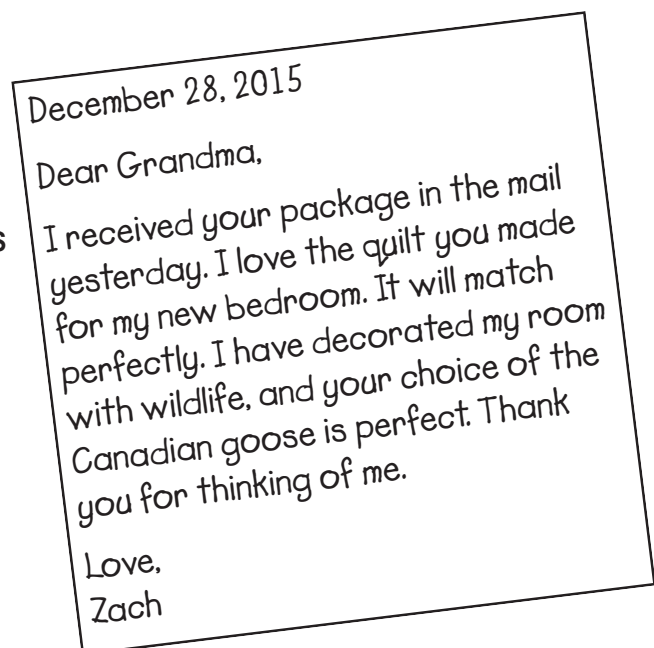 December 28, 2015
Dear Grandma,
I received your package in the mail
yesterday. I love the quilt you made
for my new bedroom. It will match
perfectly. I have decorated my room
with wildlife, and your choice of the
Canadian goose is perfect. Thank
you for thinking of me.
Love,
Zach